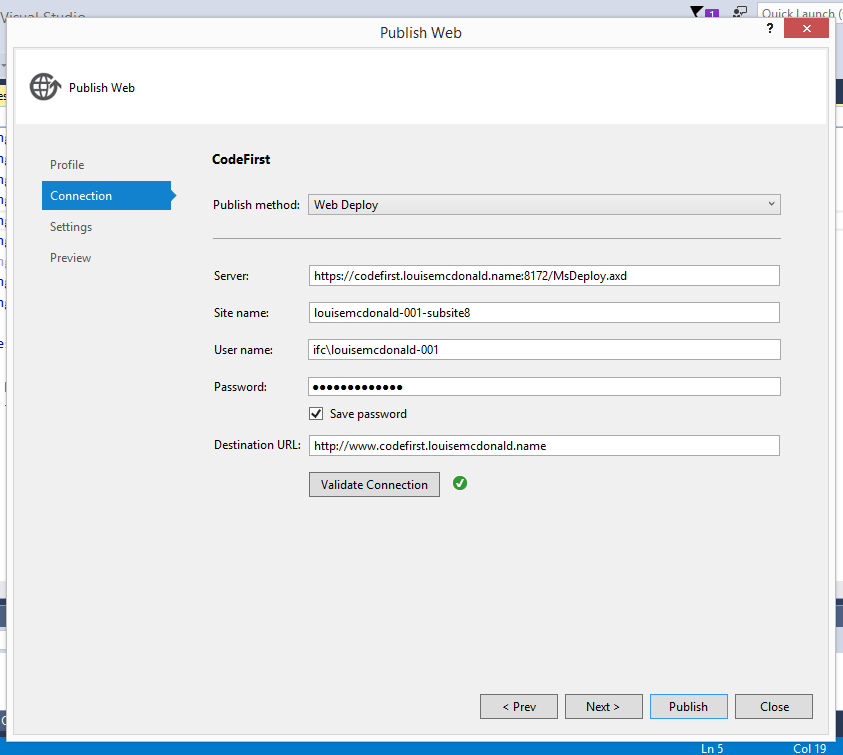 Visual Studio
1
Quick Launch (
Publish Web
?
Publish Web
Profile
Connection
Settings
Preview
CodeFirst
Publish method: Web Deploy
Server: https://codefirst.louisemcdonald.name:8172/MsDeploy.axd
Site name: louisemcdonald-001-subsite8
User name: ifc\louisemcdonald-001
Password: ●●●●●●●●●●●●●
Save password
Destination URL: http://www.codefirst.louisemcdonald.name
Validate Connection
< Prev
Next >
Publish
Close
Ln 5
Col 19